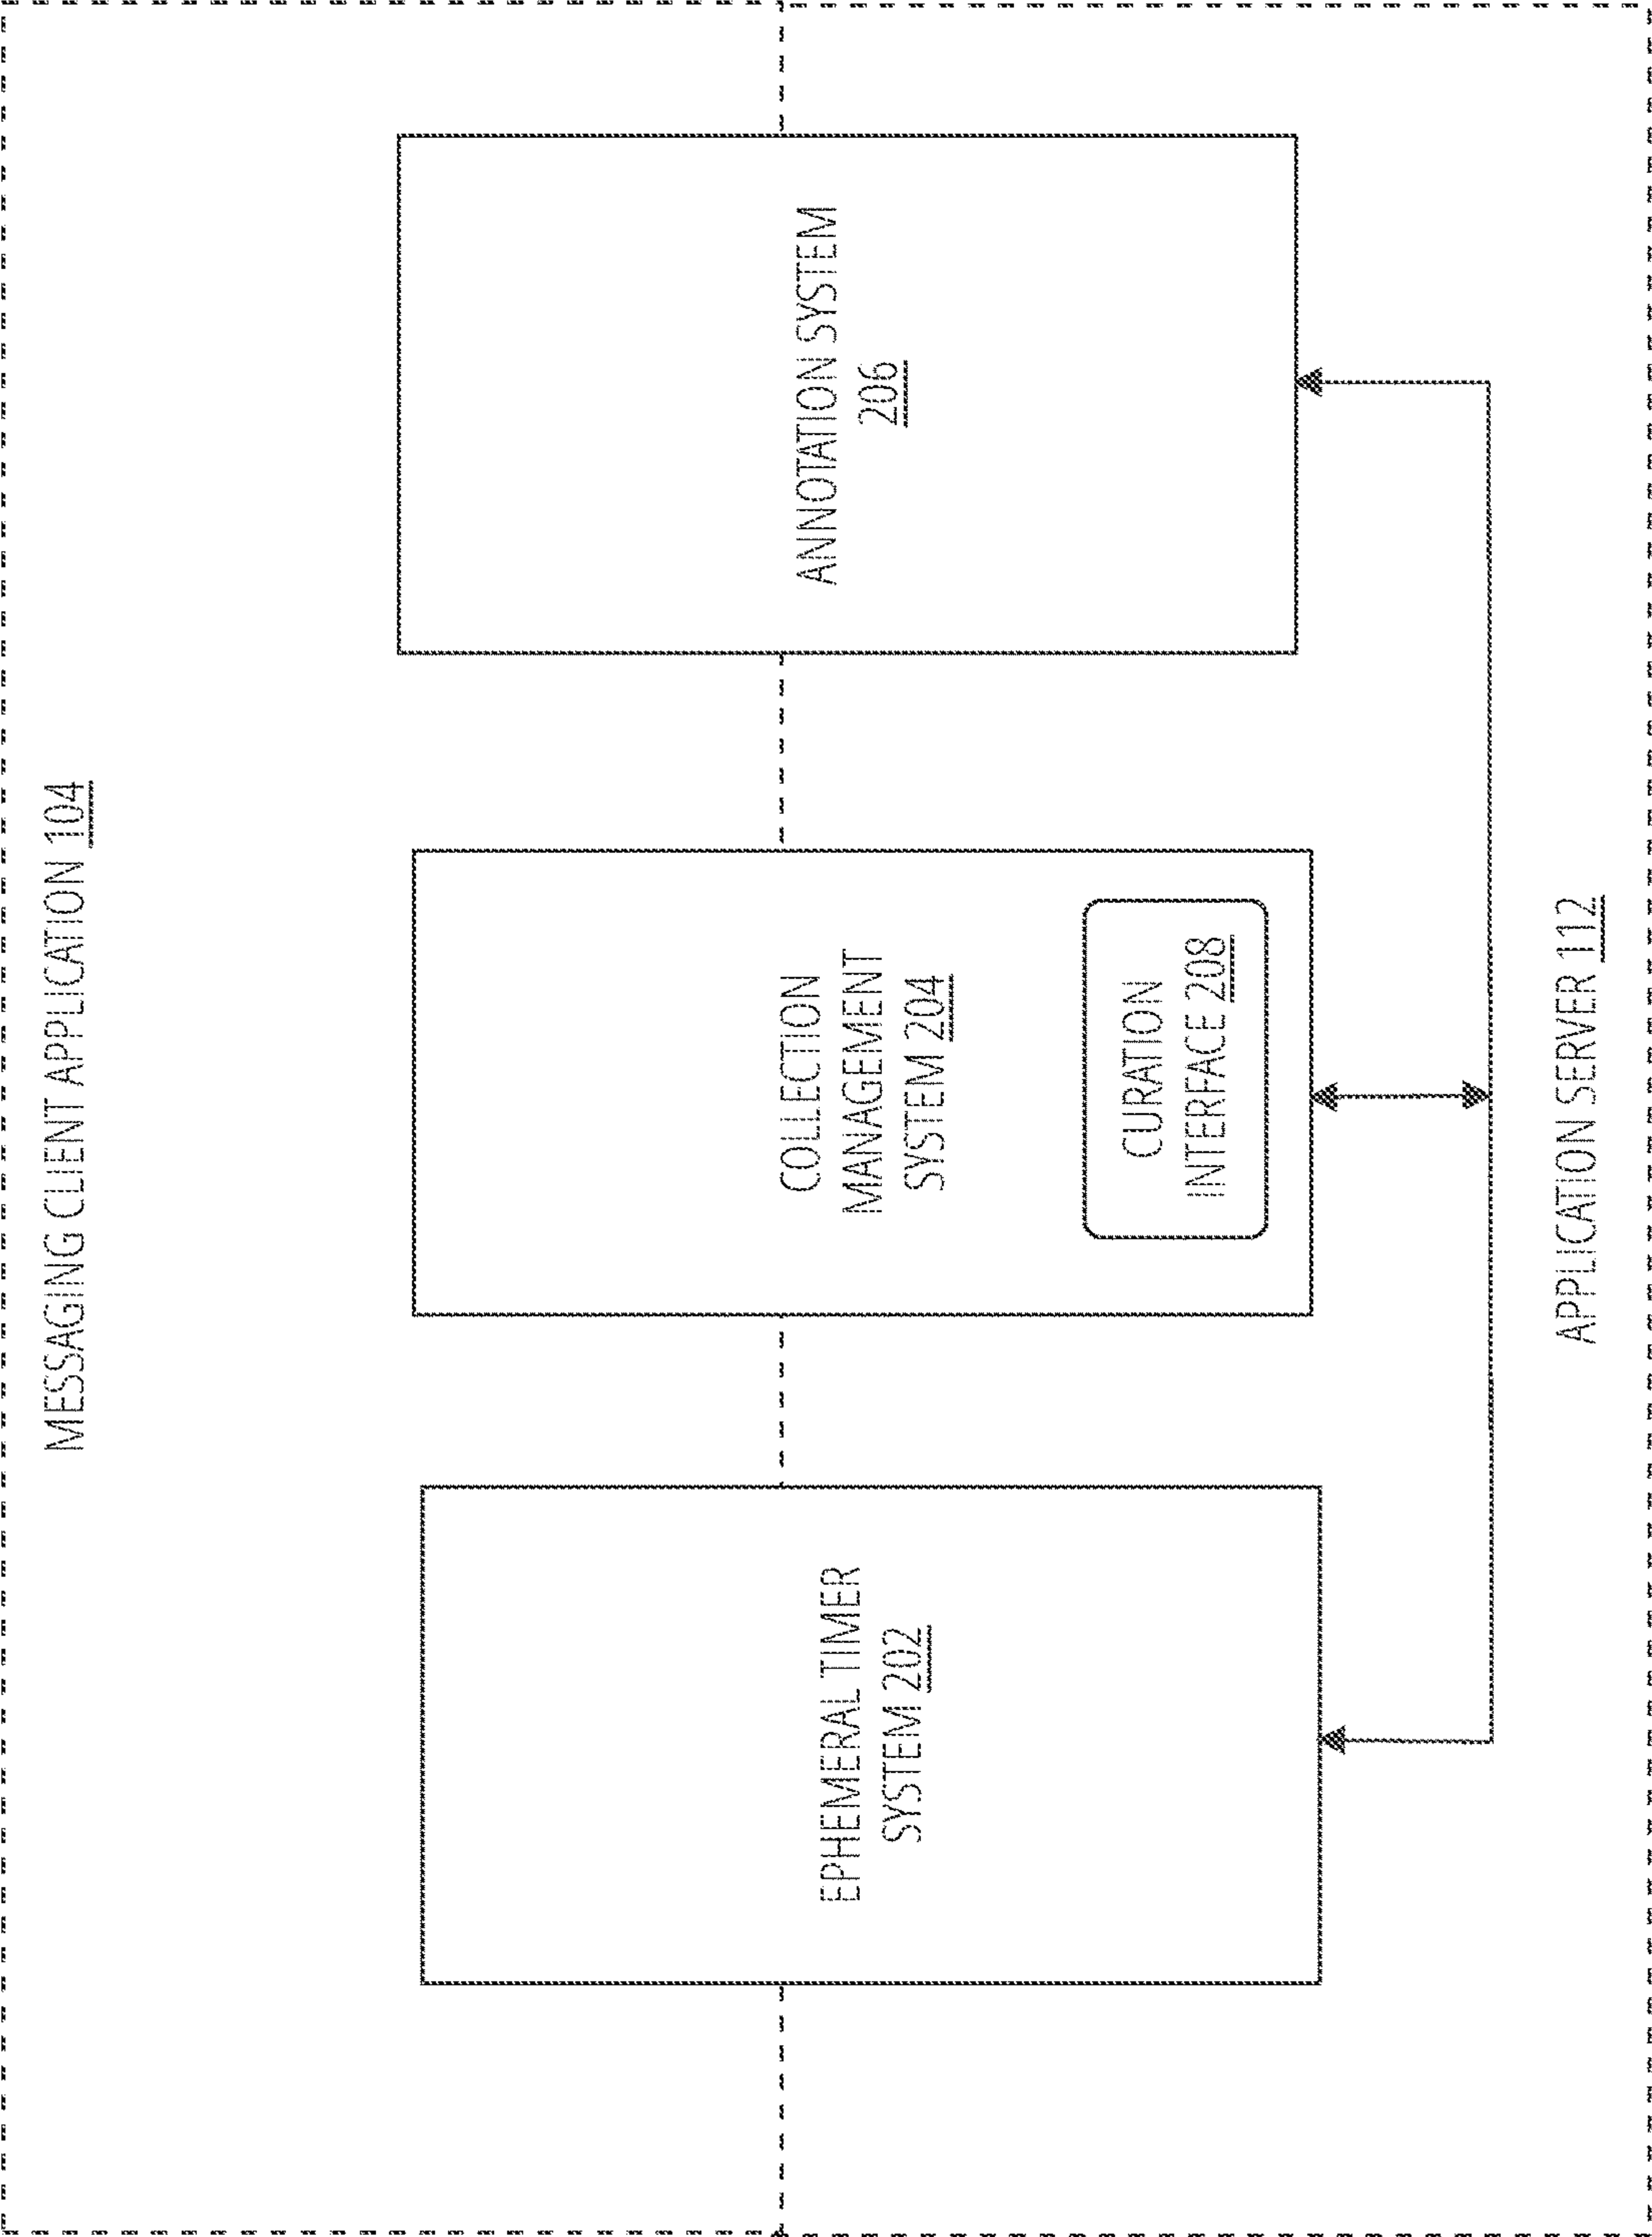 MESSAGING CLIENT APPLICATION 104
EPHEMERAL TIMER
SYSTEM 202
COLLECTION
MANAGEMENT
SYSTEM 204
CURATION
INTERFACE 208
ANNOTATION SYSTEM
206
APPLICATION SERVER 112